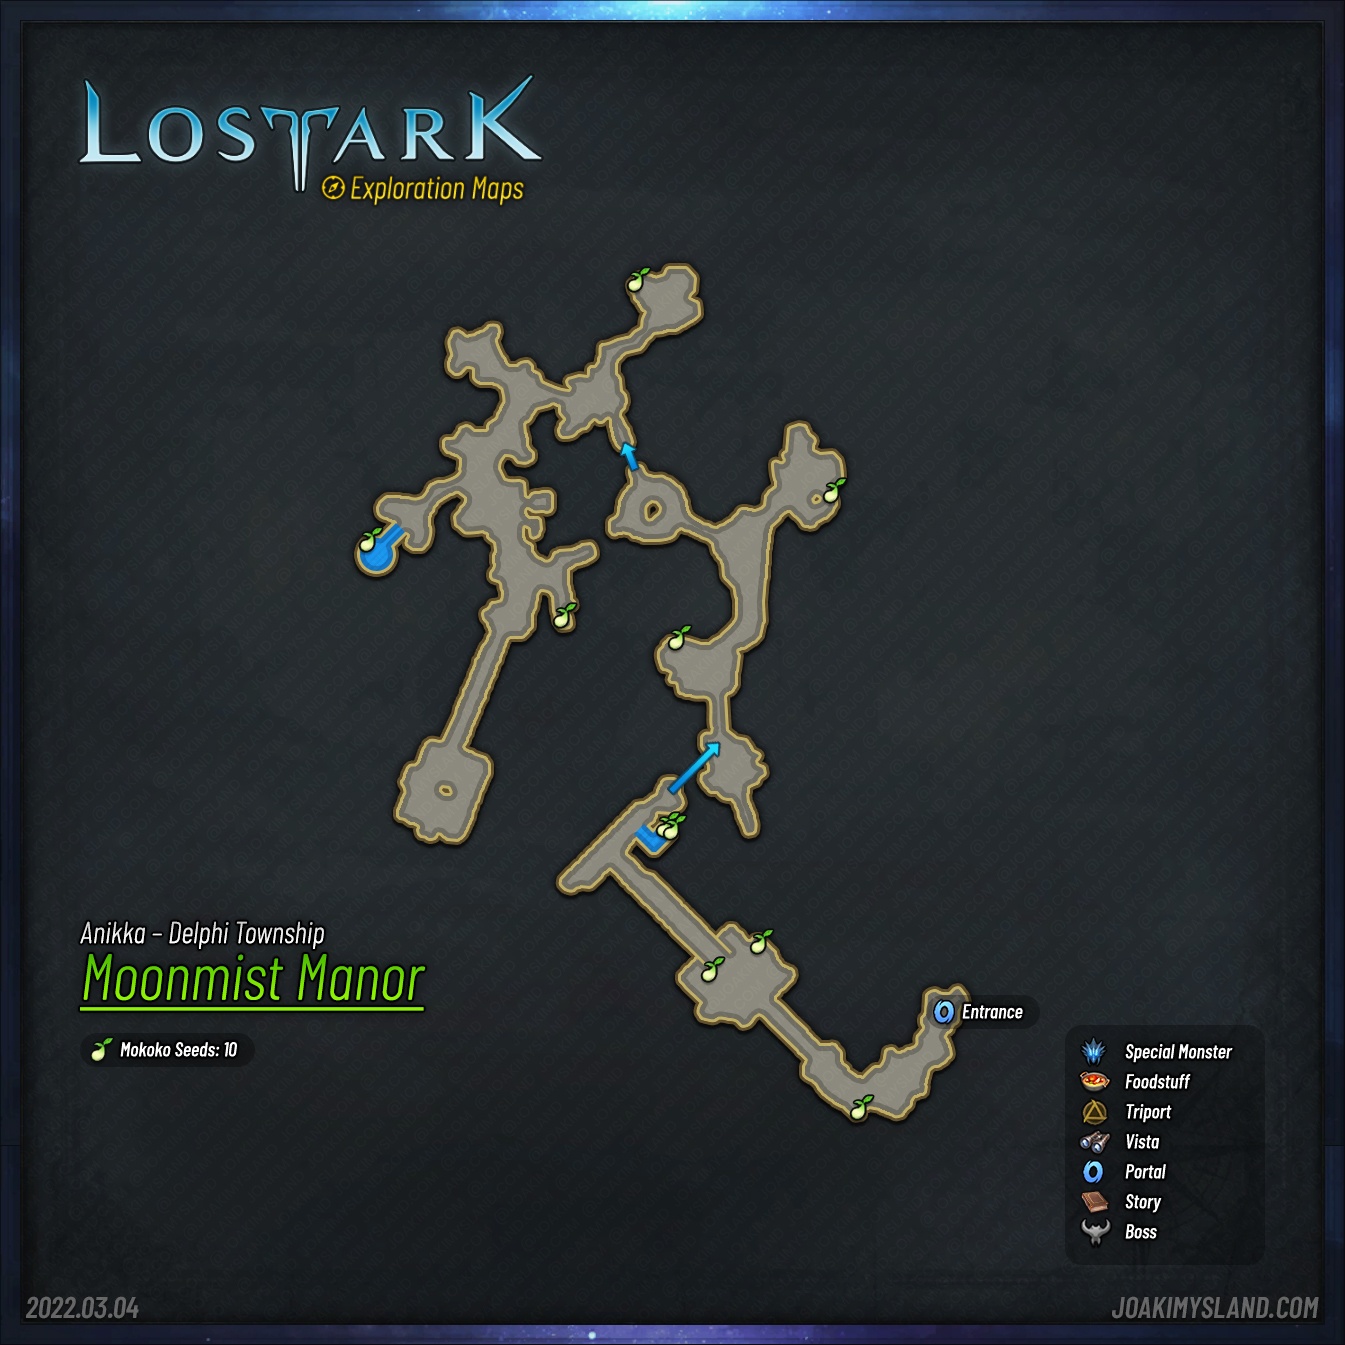 LOSTARK
Exploration Maps
Anikka – Delphi Township
Moonmist Manor
Mokoko Seeds: 10
Entrance
Special Monster
Foodstuff
Triport
Vista
Portal
Story
Boss
2022.03.04
JOAKIMYSLAND.COM